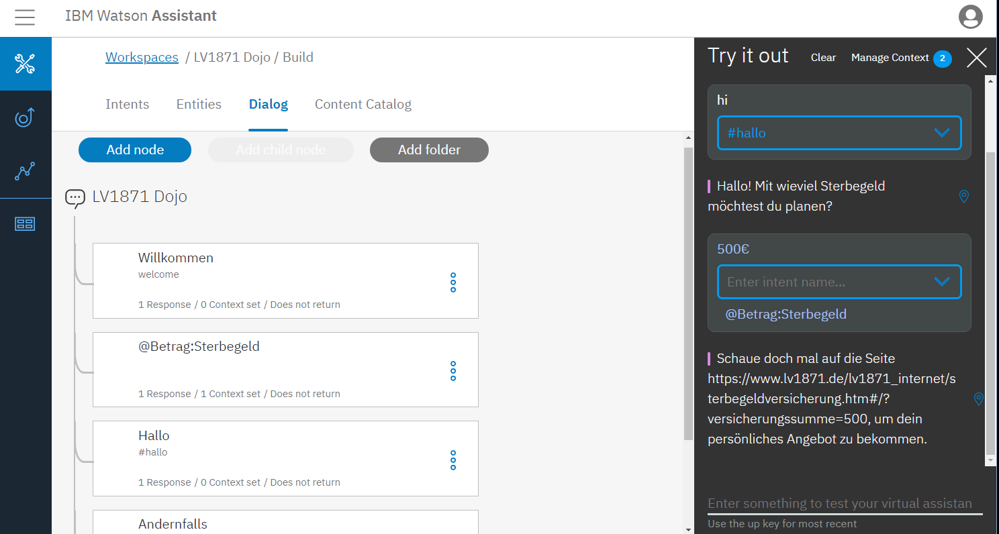 IBM Watson Assistant
Workspaces / LV1871 Dojo / Build
Intents Entities Dialog Content Catalog
Add node Add child node Add folder
LV1871 Dojo
Willkommen
welcome
1 Response / 0 Context set / Does not return
@Betrag:Sterbegeld
1 Response / 1 Context set / Does not return
Hallo
#hallo
1 Response / 0 Context set / Does not return
Andernfalls
Try it out Clear Manage Context 2
hi
#hallo
Hallo! Mit wieviel Sterbegeld
möchtest du planen?
500€
Enter intent name...
@Betrag:Sterbegeld
Schaue doch mal auf die Seite
https://www.lv1871.de/lv1871_internet/s
terbegeldversicherung.htm#/?
versicherungssumme=500, um dein
persönliches Angebot zu bekommen.
Enter something to test your virtual assistan
Use the up key for most recent